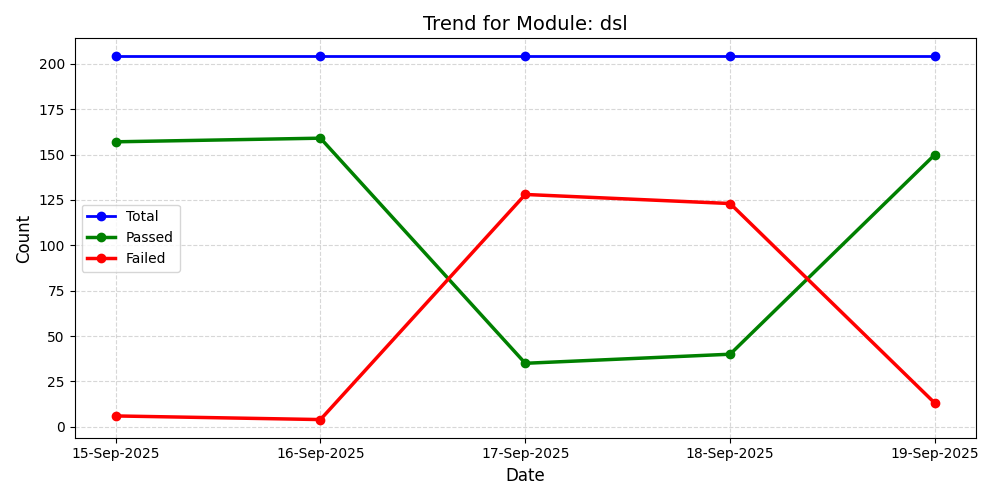 Trend for Module: dsl
200
175
150
125
100
75
50
25
0
Count
Total
Passed
Failed
15-Sep-2025 16-Sep-2025 17-Sep-2025 18-Sep-2025 19-Sep-2025
Date